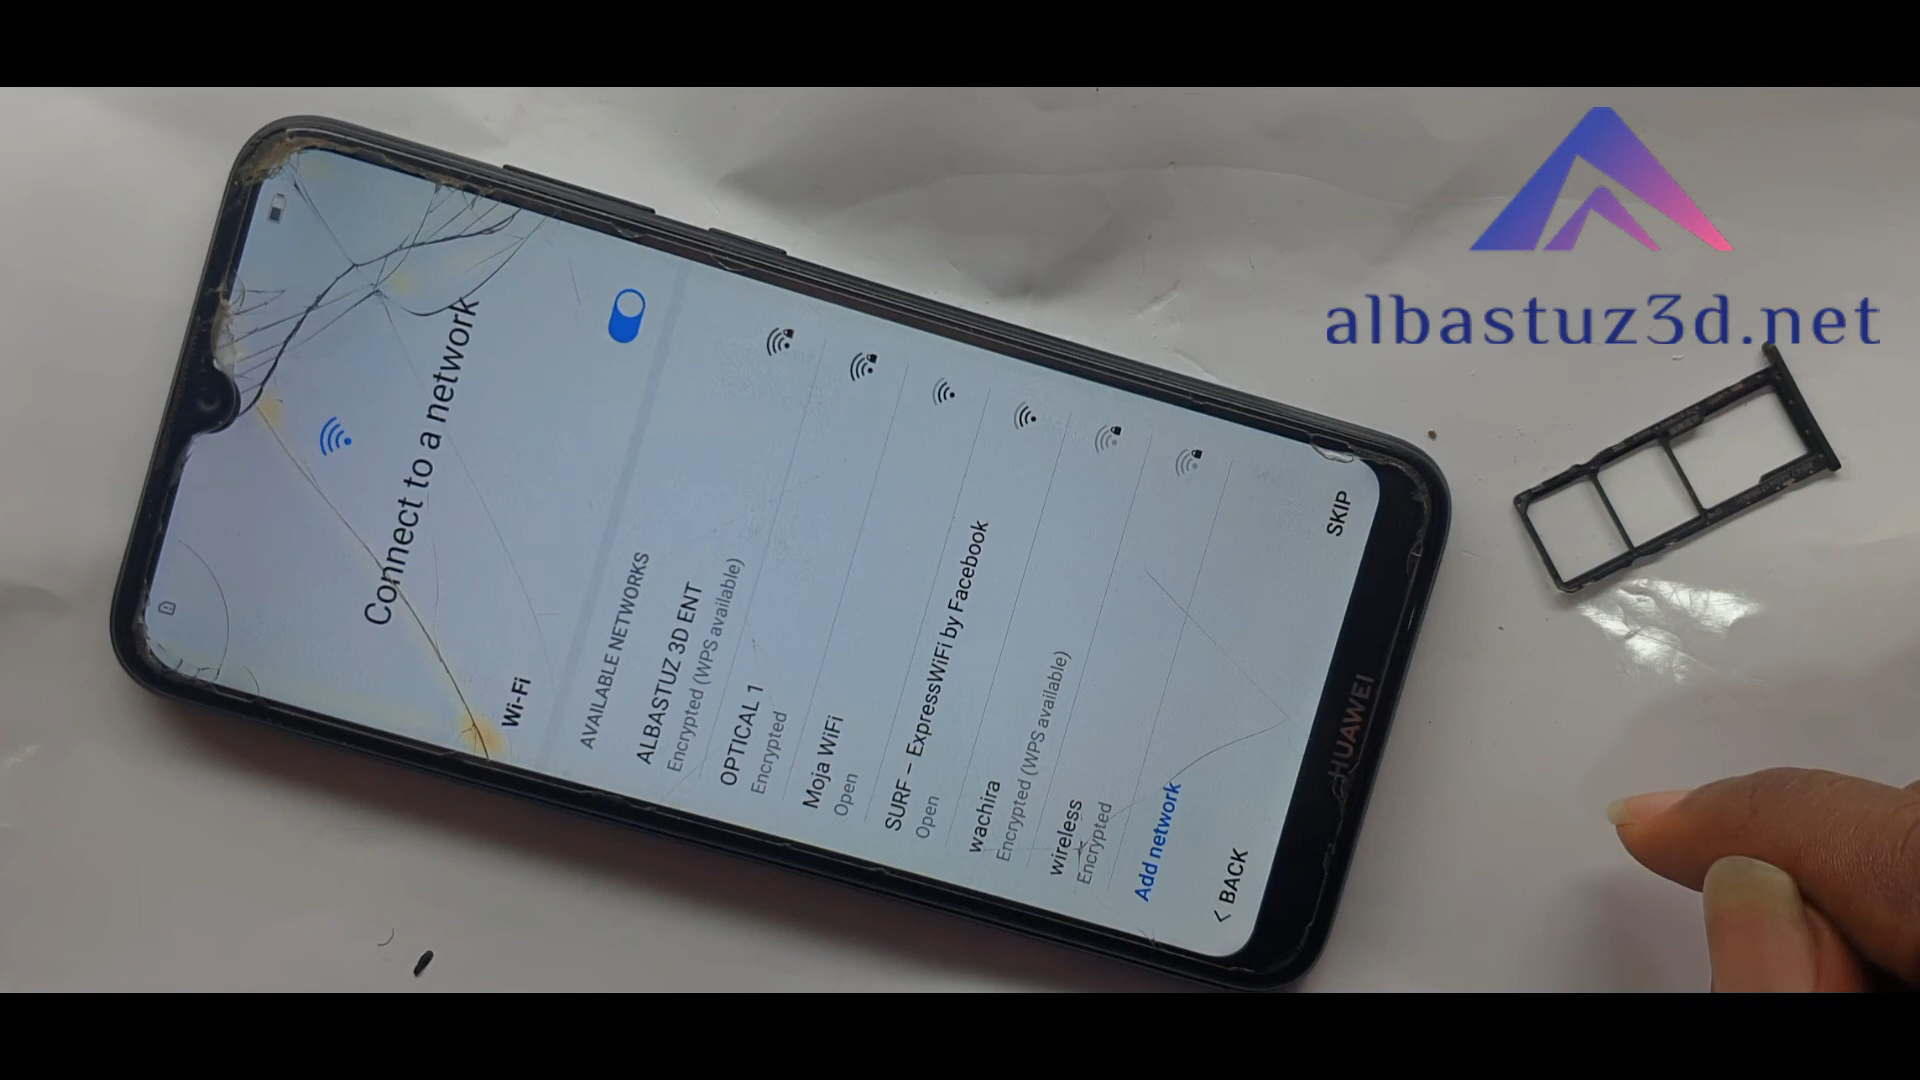 albastuz3d.net
Connect to a network
Wi-Fi
AVAILABLE NETWORKS
ALBASTUZ 3D ENT
Encrypted (WPS available)
OPTICAL 1
Encrypted
Moja WiFi
Open
SURF – ExpressWiFi by Facebook
Open
wachira
Encrypted (WPS available)
wireless
Encrypted
Add network
< BACK
SKIP
HUAWEI